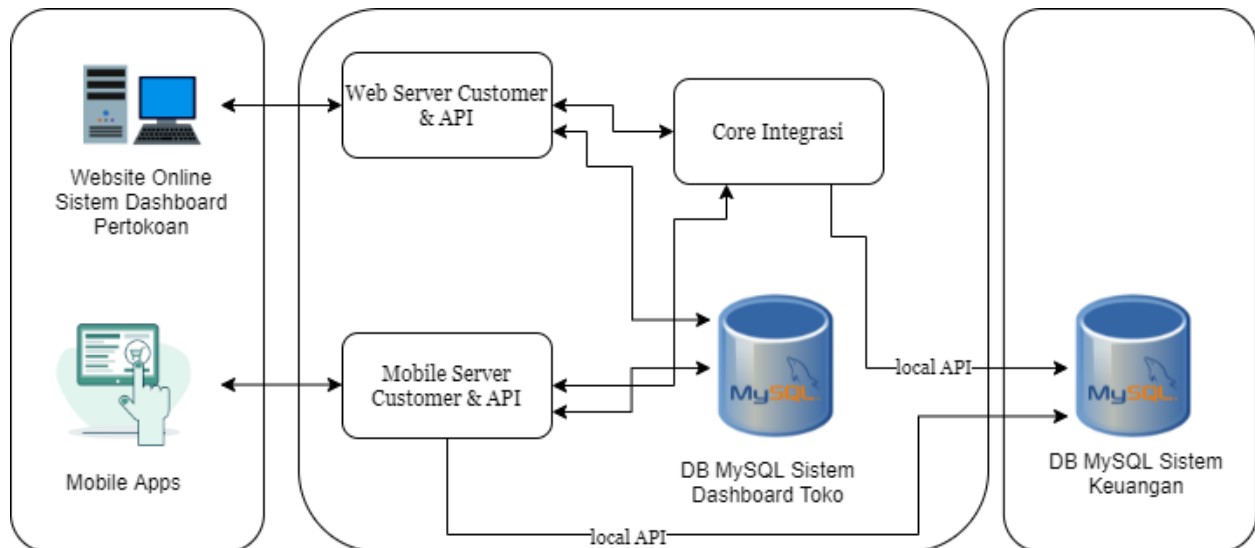 Website Online
Sistem Dashboard
Pertokoan
Mobile Apps
Web Server Customer
& API
Core Integrasi
Mobile Server
Customer & API
MySQL
DB MySQL Sistem
Dashboard Toko
local API
local API
MySQL
DB MySQL Sistem
Keuangan